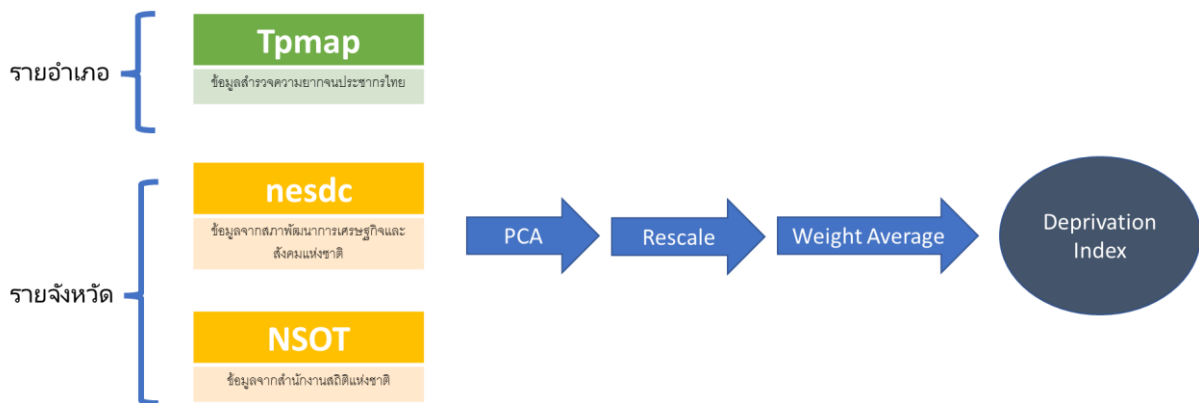 Tpmap
รายอำเภอ
ข้อมูลสำรวจความยากจนประชากรไทย
nesdc
ข้อมูลจากสภาพัฒนาการเศรษฐกิจและ
สังคมแห่งชาติ
รายจังหวัด
NSOT
ข้อมูลจากสำนักงานสถิติแห่งชาติ
PCA
Rescale
Weight Average
Deprivation
Index